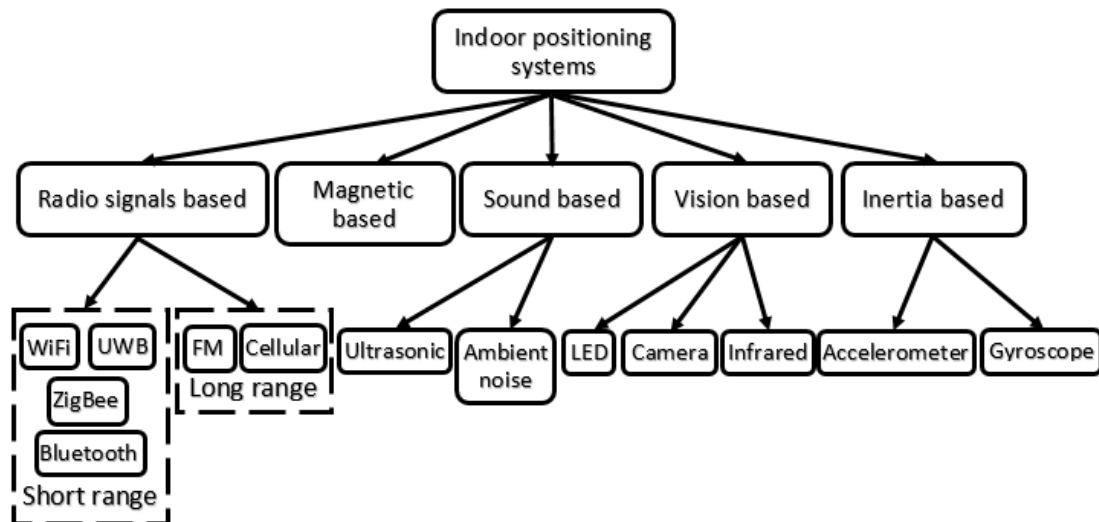 Indoor positioning
systems
Radio signals based
Magnetic
based
Sound based
Vision based
Inertia based
WiFi
UWB
ZigBee
Bluetooth
Short range
FM
Cellular
Long range
Ultrasonic
Ambient
noise
LED
Camera
Infrared
Accelerometer
Gyroscope